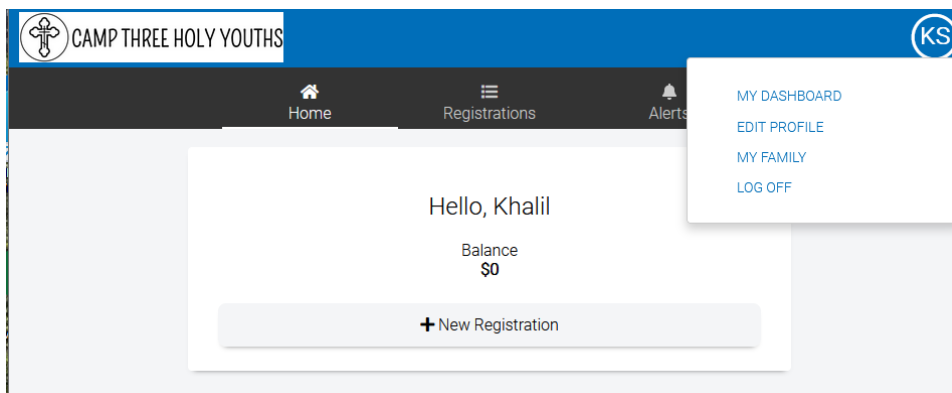 CAMP THREE HOLY YOUTHS
KS
Home
Registrations
Alerts
MY DASHBOARD
EDIT PROFILE
MY FAMILY
LOG OFF
Hello, Khalil
Balance
$0
New Registration